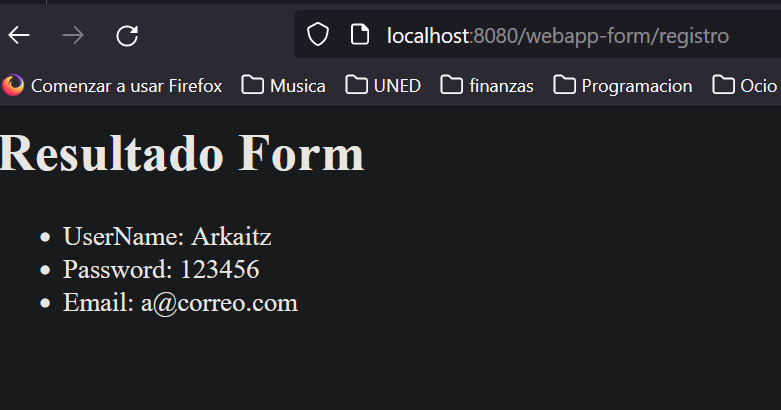 localhost:8080/webapp-form/registro
Comenzar a usar Firefox Musica UNED finanzas Programacion Ocio
Resultado Form
UserName: Arkaitz
Password: 123456
Email: a@correo.com